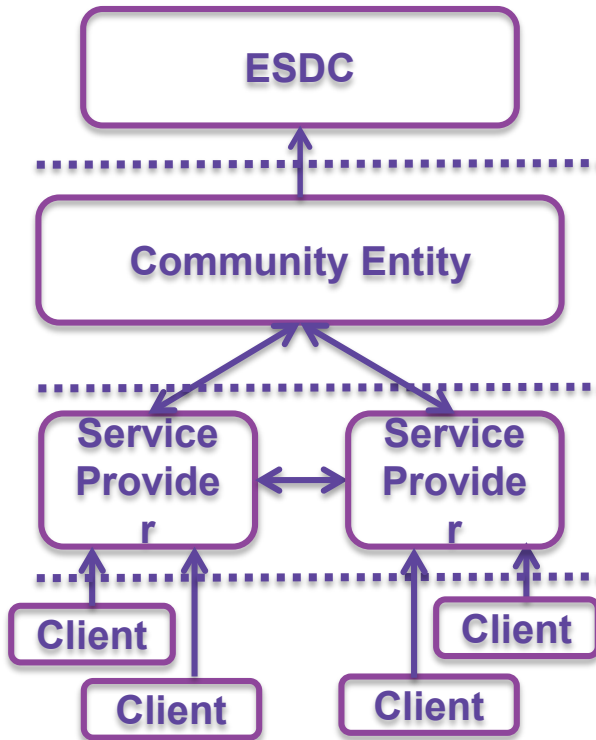 ESDC
Community Entity
Service
Provide
r
Service
Provide
r
Client
Client
Client
Client